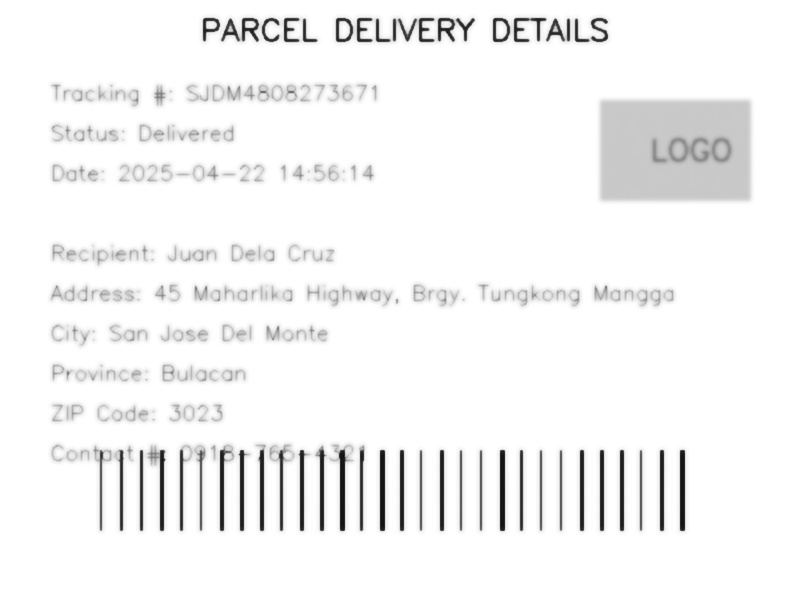 PARCEL DELIVERY DETAILS
Tracking #: SJDM4808273671
LOGO
Status: Delivered
Date: 2025-04-22 14:56:14
Recipient: Juan Dela Cruz
Address: 45 Maharlika Highway, Brgy. Tungkong Mangga
City: San Jose Del Monte
Province: Bulacan
ZIP Code: 3023
Contact #: 0918-765-4321